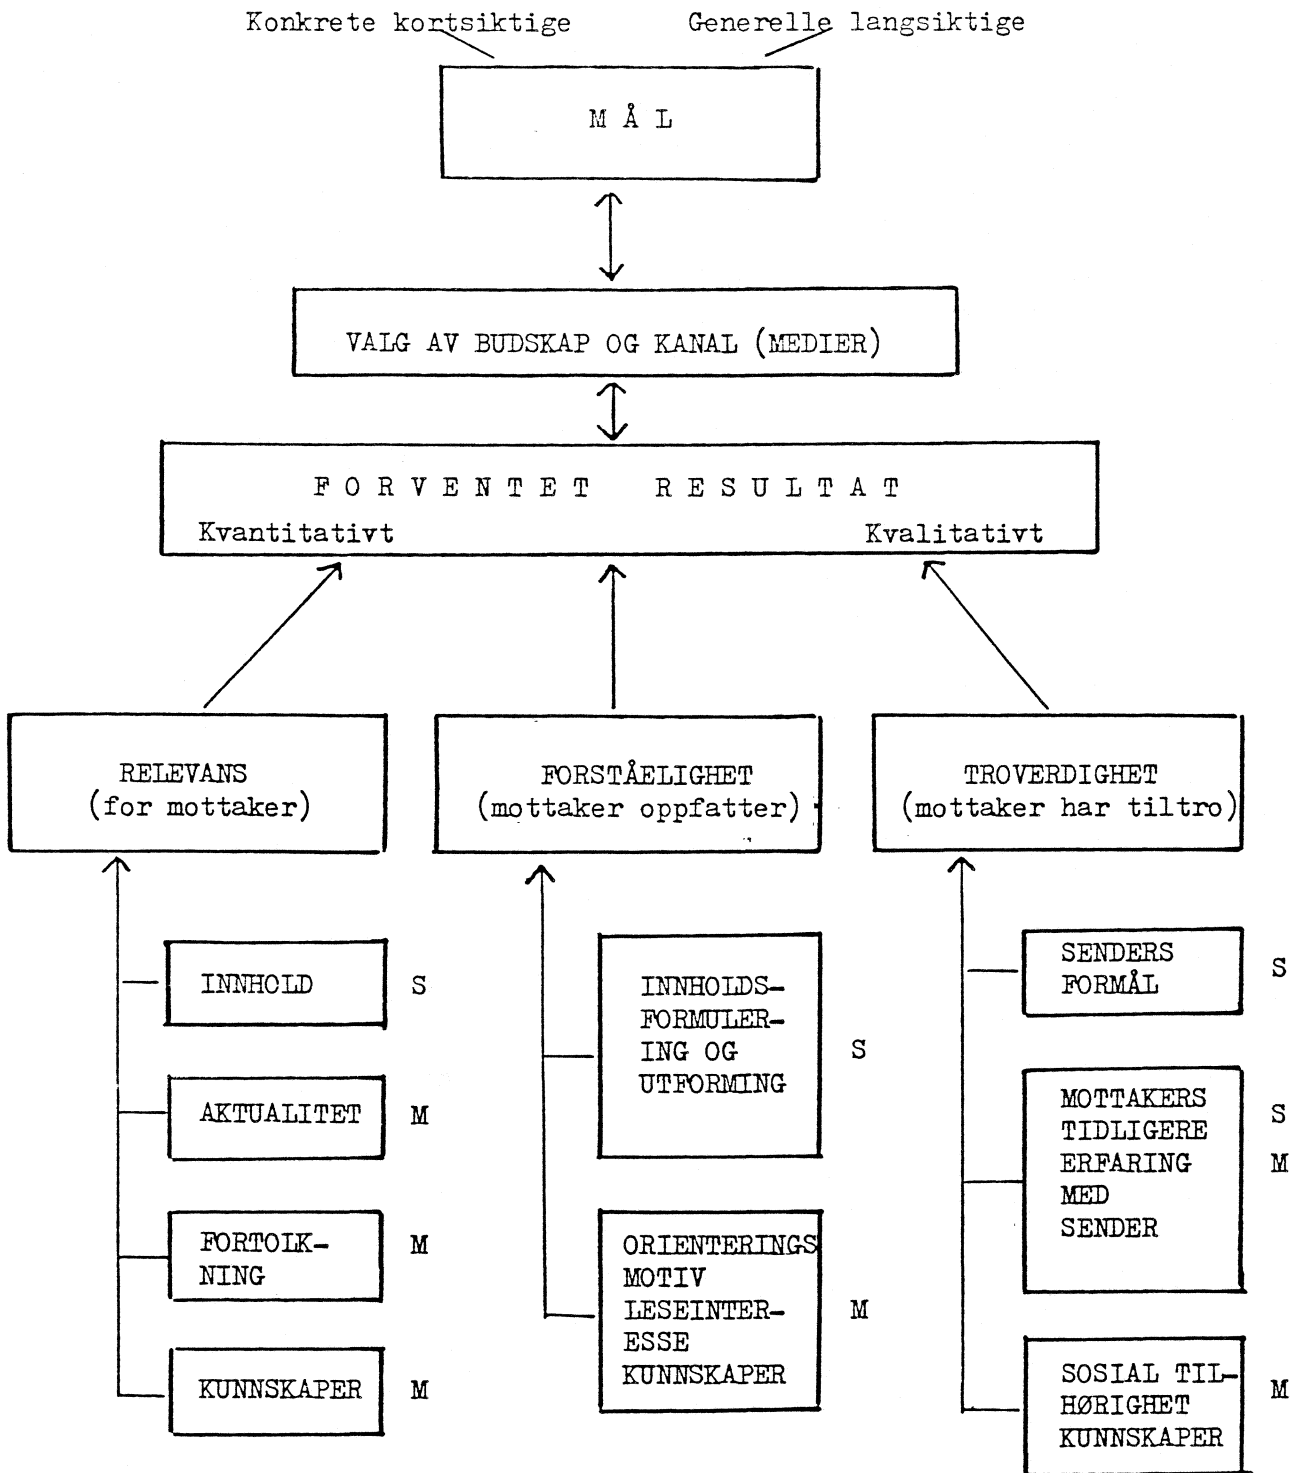 Konkrete kortsiktige Generelle langsiktige
M Å L
VALG AV BUDSKAP OG KANAL (MEDIER)
F O R V E N T E T R E S U L T A T
Kvantitativt Kvalitativt
RELEVANS
(for mottaker)
FORSTÅELIGHET
(mottaker oppfatter)
TROVERDIGHET
(mottaker har tiltro)
INNHOLD S
AKTUALITET M
FORTOLK- M
NING
KUNNSKAPER M
INNHOLDS-
FORMULER-
ING OG S
UTFORMING
ORIENTERINGS
MOTIV
LESEINTER- M
ESSE
KUNNSKAPER
SENDERS S
FORMÅL
MOTTAKERS S
TIDLIGERE
ERFARING M
MED
SENDER
SOSIAL TIL- M
HØRIGHET
KUNNSKAPER